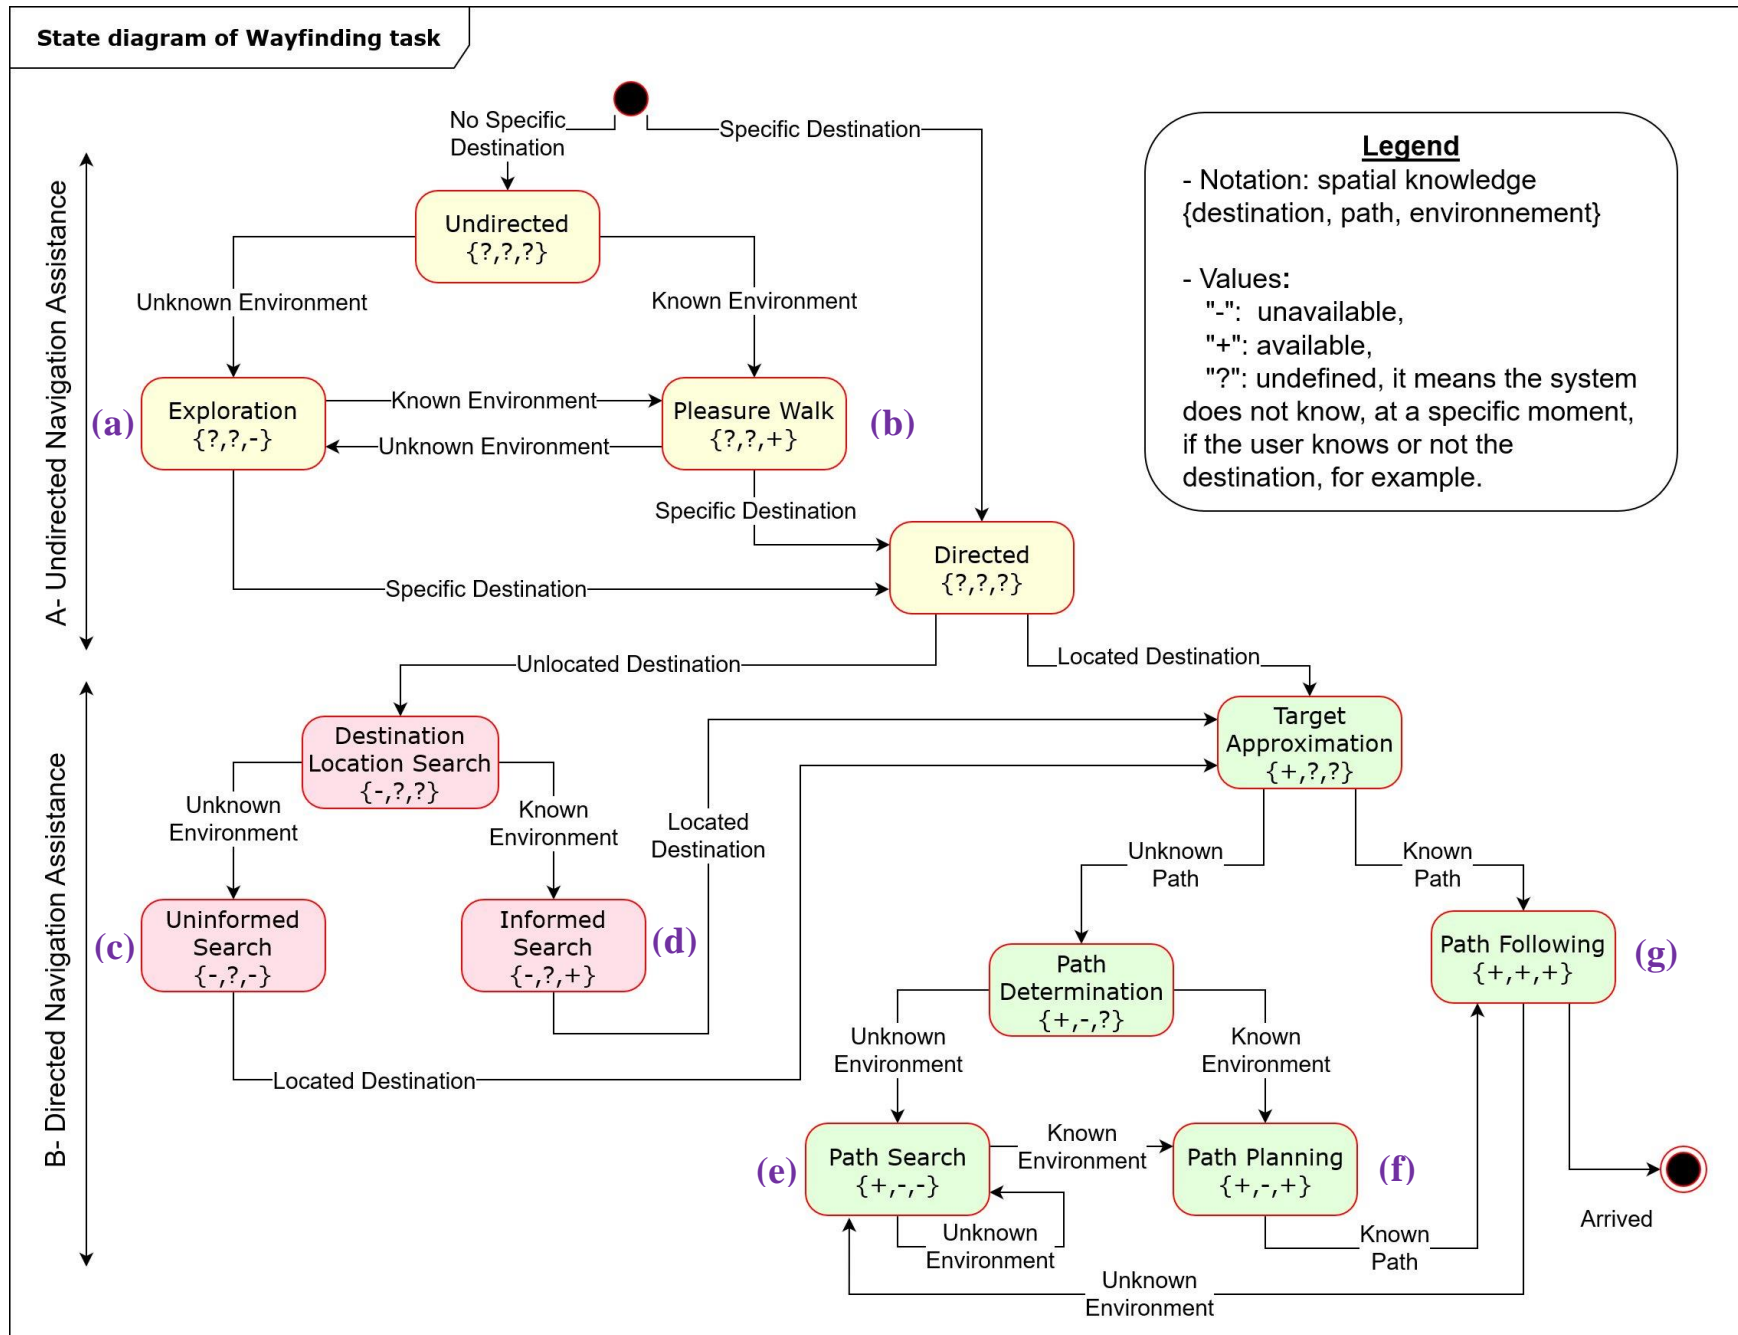 State diagram of Wayfinding task
No Specific
Destination
Specific Destination
A- Undirected Navigation Assistance
Undirected
{?,?,?}
Unknown Environment
Known Environment
(a)
Exploration
{?,?,-}
Known Environment
Unknown Environment
Pleasure Walk
{?,?,+}
(b)
Specific Destination
Specific Destination
Directed
{?,?,?}
Legend
- Notation: spatial knowledge
{destination, path, environnement}
- Values:
"-": unavailable,
"+": available,
"?": undefined, it means the system
does not know, at a specific moment,
if the user knows or not the
destination, for example.
B- Directed Navigation Assistance
Unlocated Destination
Located Destination
Destination
Location Search
{-,?,?}
Unknown
Environment
Known
Environment
(c)
Uninformed
Search
{-,?,-}
Informed
Search
{-,?,+}
(d)
Located
Destination
Located Destination
Target
Approximation
{+,?,?}
Unknown
Path
Known
Path
Path
Determination
{+,-,?}
Path Following
{+,+,+}
(g)
Unknown
Environment
Known
Environment
(e)
Path Search
{+,-,-}
Known
Environment
Path Planning
{+,-,+}
(f)
Unknown
Environment
Known
Path
Unknown
Environment
Arrived